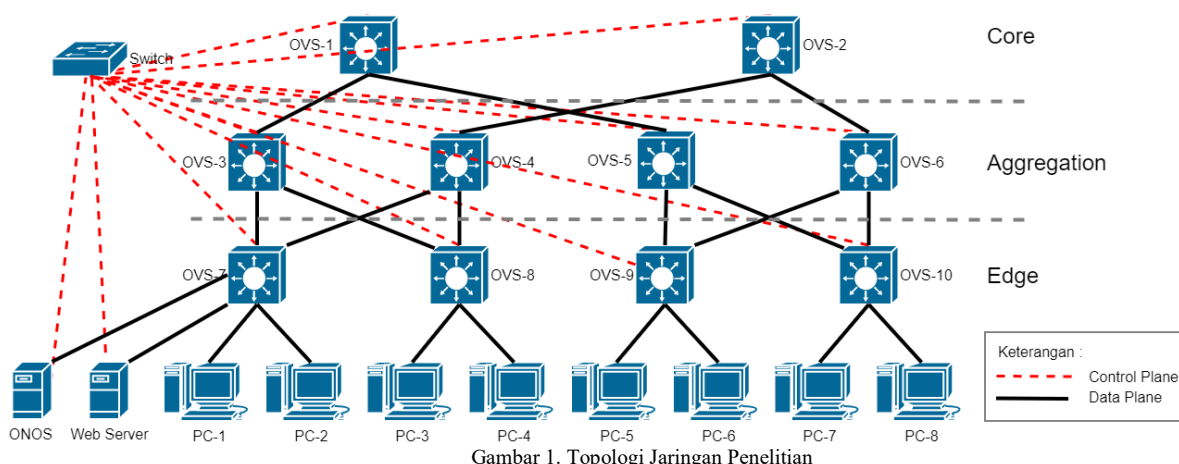 OVS-1
OVS-2
Core
Switch
OVS-3
OVS-4
OVS-5
OVS-6
Aggregation
OVS-7
OVS-8
OVS-9
OVS-10
Edge
Keterangan :
Control Plane
Data Plane
ONOS
Web Server
PC-1
PC-2
PC-3
PC-4
PC-5
PC-6
PC-7
PC-8
Gambar 1. Topologi Jaringan Penelitian